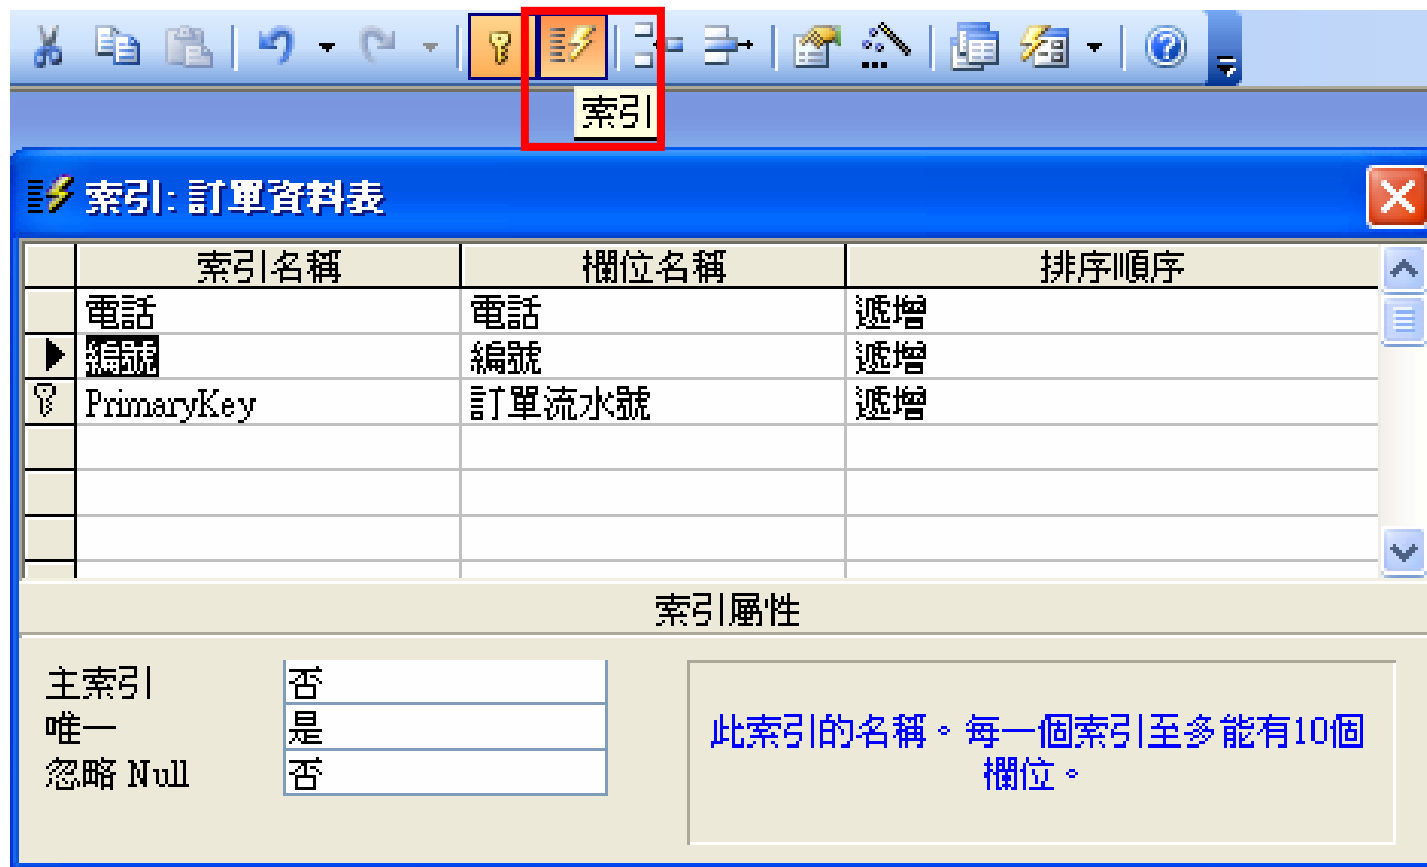 索引
索引: 訂單資料表
索引名稱 欄位名稱 排序順序
電話 電話 遞增
編號 編號 遞增
PrimaryKey 訂單流水號 遞增
索引屬性
主索引 否
唯一 是
忽略 Null 否
此索引的名稱。每一個索引至多能有10個
欄位。